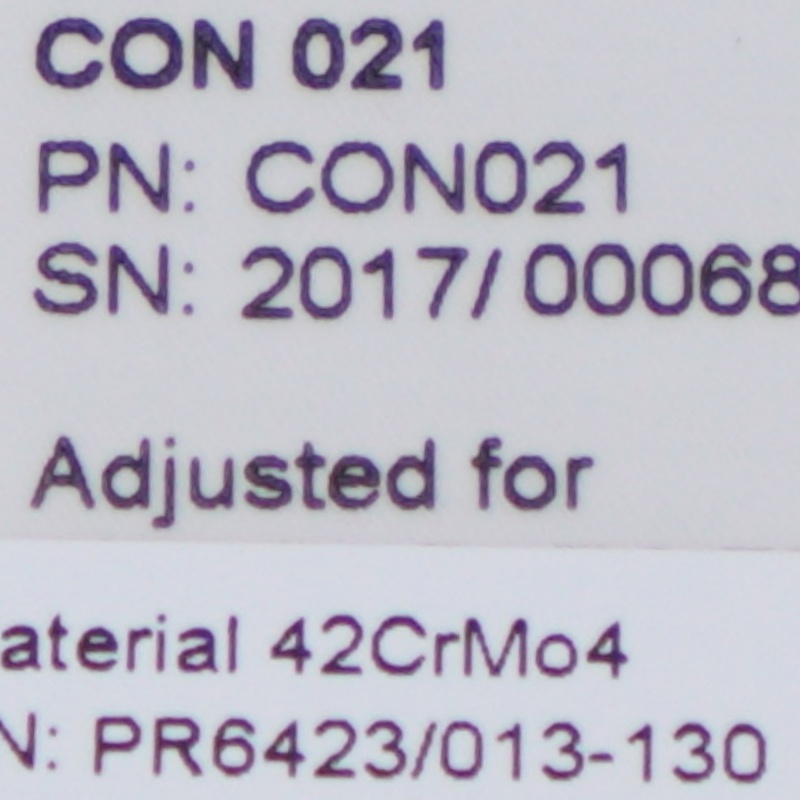 CON 021
PN: CON021
SN: 2017/ 00068
Adjusted for
aterial 42CrMo4
N: PR6423/013-130